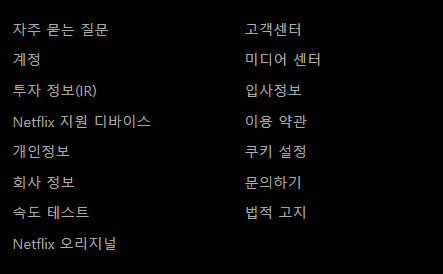 자주 묻는 질문
고객센터
계정
미디어 센터
투자 정보(IR)
입사정보
Netflix 지원 디바이스
이용 약관
개인정보
쿠키 설정
회사 정보
문의하기
속도 테스트
법적 고지
Netflix 오리지널